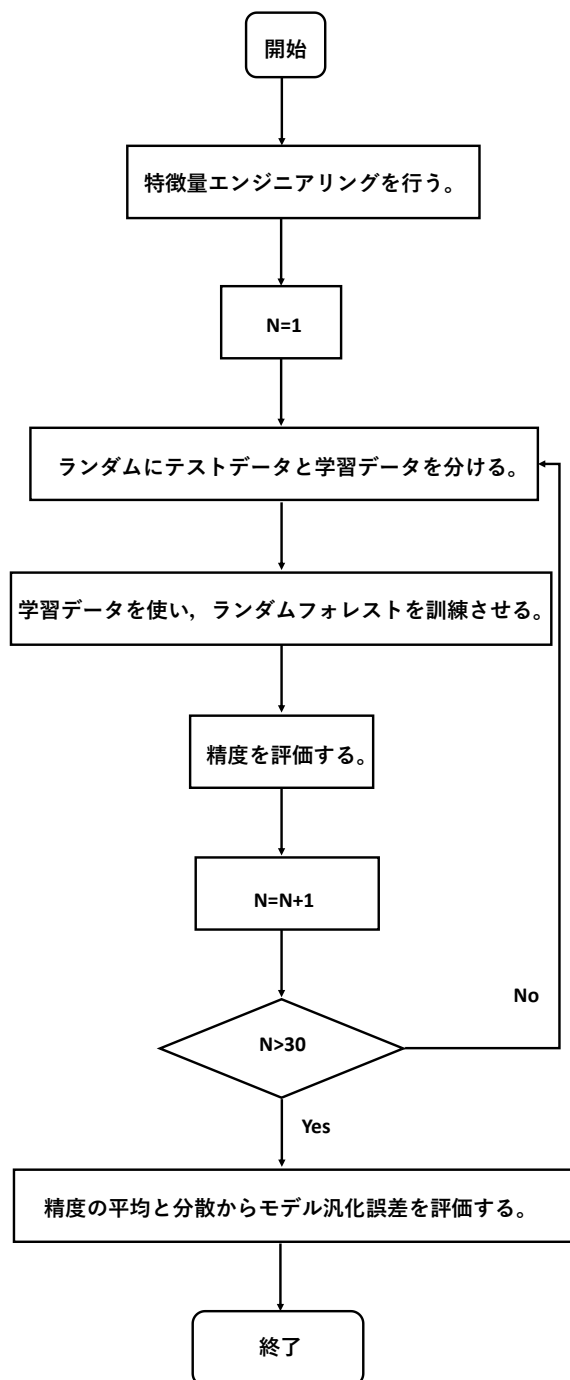 開始
特徴量エンジニアリングを行う。
N=1
ランダムにテストデータと学習データを分ける。
学習データを使い，ランダムフォレストを訓練させる。
精度を評価する。
N=N+1
N>30
No
Yes
精度の平均と分散からモデル汎化誤差を評価する。
終了